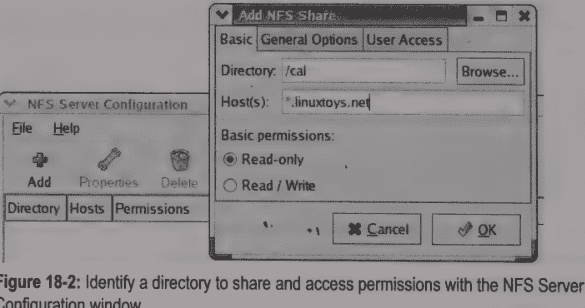 Add NFS Share
Basic General Options User Access
Directory: /cal Browse...
Host(s): *.linuxtoys.net
Basic permissions:
Read-only
Read / Write
Cancel OK
NFS Server Configuration
File Help
Add Properties Delete
Directory Hosts Permissions
Figure 18-2: Identify a directory to share and access permissions with the NFS Server
Configuration window